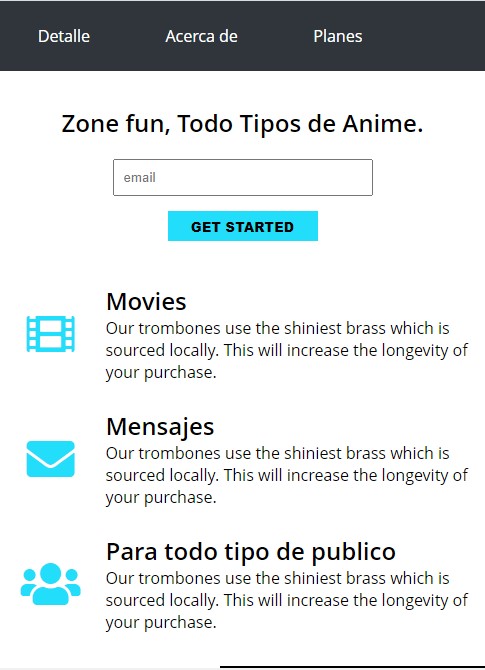 Detalle Acerca de Planes
Zone fun, Todo Tipos de Anime.
email
GET STARTED
Movies
Our trombones use the shiniest brass which is
sourced locally. This will increase the longevity of
your purchase.
Mensajes
Our trombones use the shiniest brass which is
sourced locally. This will increase the longevity of
your purchase.
Para todo tipo de publico
Our trombones use the shiniest brass which is
sourced locally. This will increase the longevity of
your purchase.